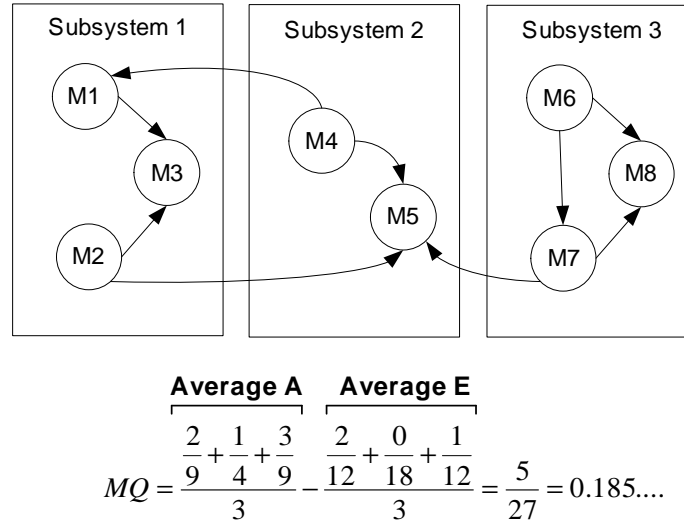 Subsystem 1 Subsystem 2 Subsystem 3
M1 M6
M4
M3 M8
M5
M2 M7
Average A Average E
MQ = (2/9 + 1/4 + 3/9)/3 - (2/12 + 0/18 + 1/12)/3 = 5/27 = 0.185....